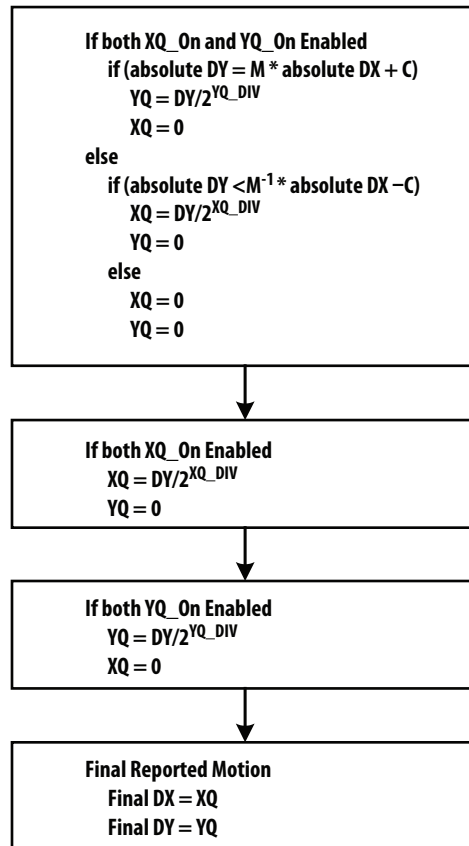 If both XQ_On and YQ_On Enabled
if (absolute DY = M * absolute DX + C)
YQ = DY/2^YQ_DIV
XQ = 0
else
if (absolute DY <M^-1 * absolute DX −C)
XQ = DY/2^XQ_DIV
YQ = 0
else
XQ = 0
YQ = 0
If both XQ_On Enabled
XQ = DY/2^XQ_DIV
YQ = 0
If both YQ_On Enabled
YQ = DY/2^YQ_DIV
XQ = 0
Final Reported Motion
Final DX = XQ
Final DY = YQ